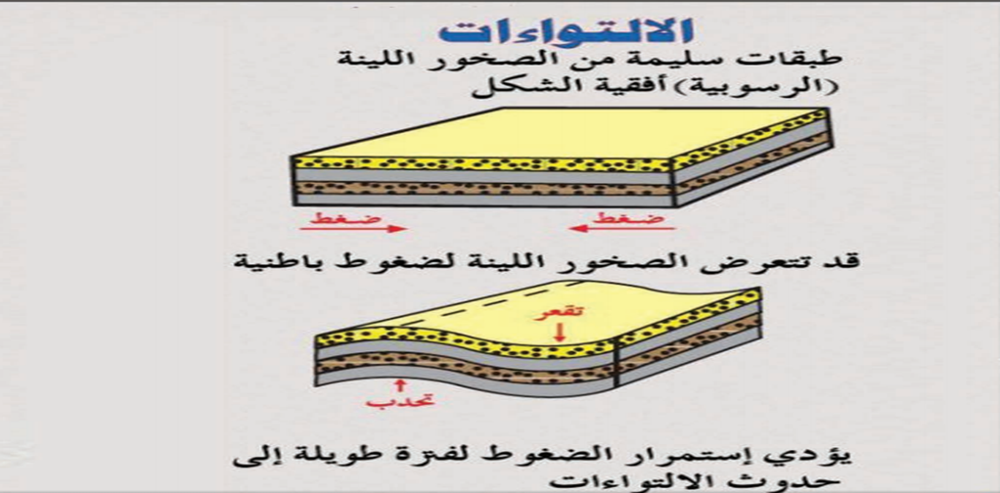 الالتواءات
طبقات سليمة من الصخور اللينة
(الرسوبية) أفقية الشكل
ضغط ضغط
قد تتعرض الصخور اللينة لضغوط باطنية
تقعر
تحدب
يؤدي إستمرار الضغوط لفترة طويلة إلى
حدوث الالتواءات